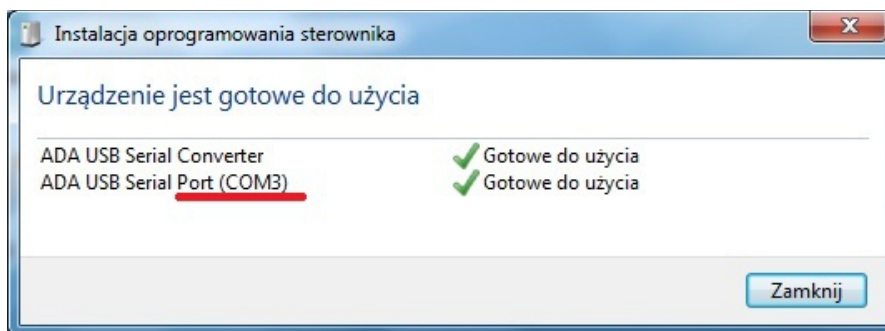 Instalacja oprogramowania sterownika
Urządzenie jest gotowe do użycia
ADA USB Serial Converter Gotowe do użycia
ADA USB Serial Port (COM3) Gotowe do użycia
Zamknij